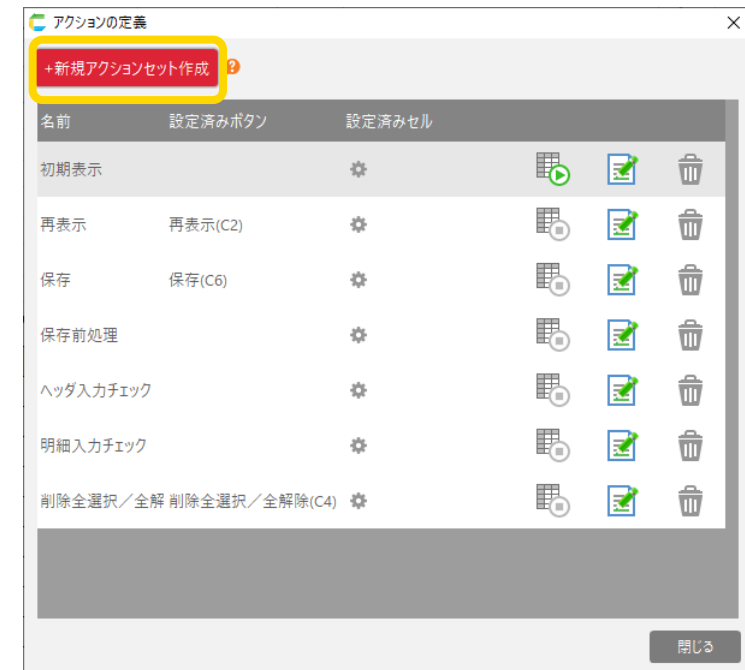 アクションの定義
+新規アクションセット作成
名前 設定済みボタン 設定済みセル
初期表示
再表示 再表示(C2)
保存 保存(C6)
保存前処理
ヘッダ入力チェック
明細入力チェック
削除全選択／全解 削除全選択／全解除(C4)
閉じる